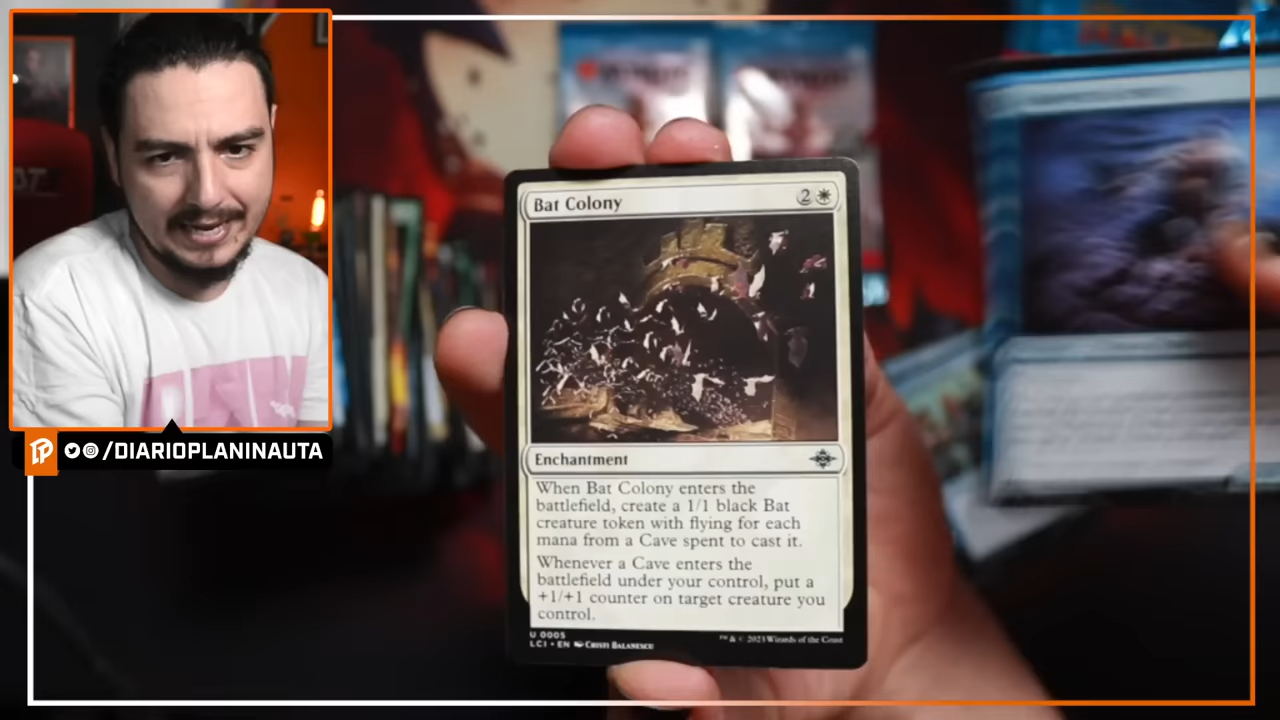 /DIARIOPLANINAUTA
Bat Colony
2
Enchantment
When Bat Colony enters the
battlefield, create a 1/1 black Bat
creature token with flying for each
mana from a Cave spent to cast it.
Whenever a Cave enters the
battlefield under your control, put a
+1/+1 counter on target creature you
control.
U 0005
LCI • EN Cristi Balanescu
™ & © 2023 Wizards of the Coast